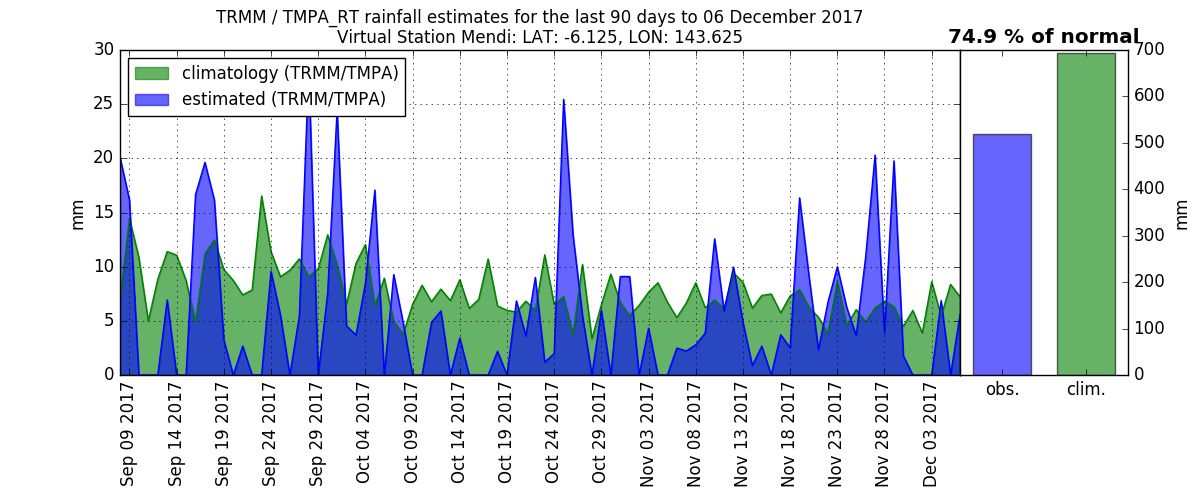 TRMM / TMPA_RT rainfall estimates for the last 90 days to 06 December 2017
Virtual Station Mendi: LAT: -6.125, LON: 143.625
74.9 % of normal
climatology (TRMM/TMPA)
estimated (TRMM/TMPA)
30
25
20
15
10
5
0
mm
700
600
500
400
300
200
100
0
mm
obs.
clim.
Sep 09 2017
Sep 14 2017
Sep 19 2017
Sep 24 2017
Sep 29 2017
Oct 04 2017
Oct 09 2017
Oct 14 2017
Oct 19 2017
Oct 24 2017
Oct 29 2017
Nov 03 2017
Nov 08 2017
Nov 13 2017
Nov 18 2017
Nov 23 2017
Nov 28 2017
Dec 03 2017